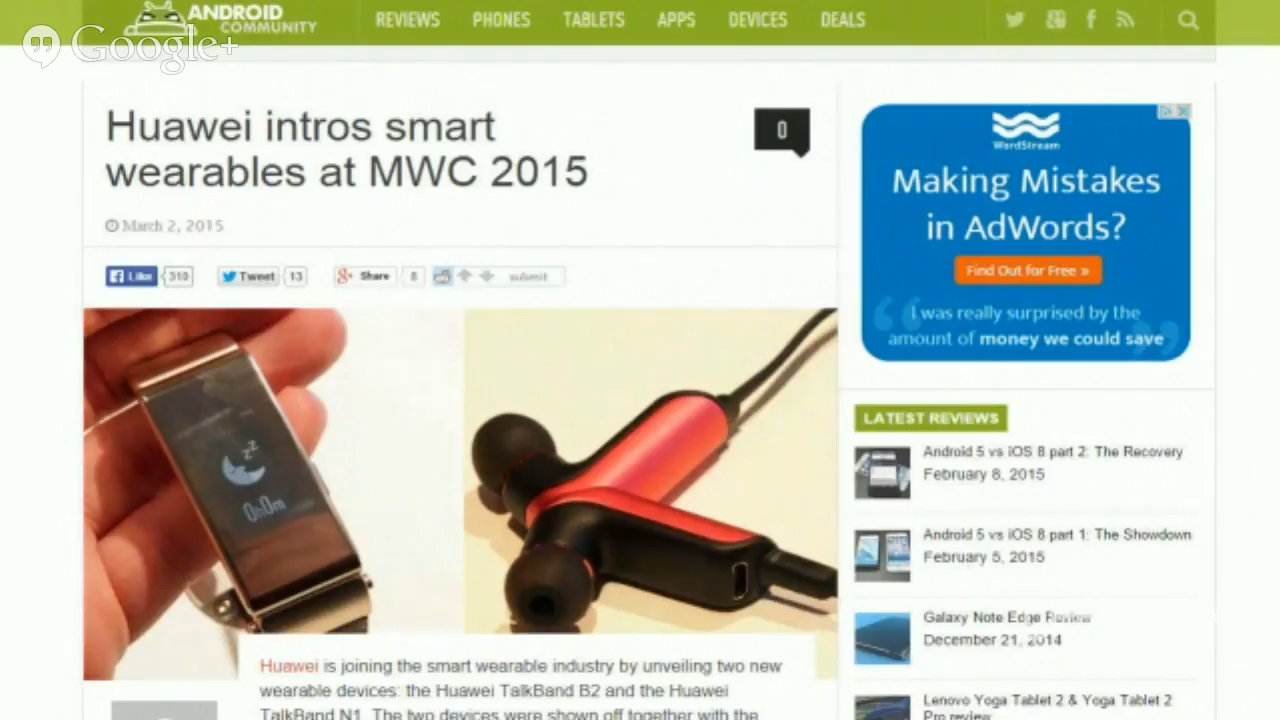 ANDROID
COMMUNITY
REVIEWS PHONES TABLETS APPS DEVICES DEALS
Google+
Huawei intros smart
wearables at MWC 2015
0
March 2, 2015
Like 310 Tweet 13 Share 8 submit
WordStream
Making Mistakes
in AdWords?
Find Out for Free »
I was really surprised by the
amount of money we could save
zzz
0h0m
LATEST REVIEWS
Android 5 vs iOS 8 part 2: The Recovery
February 8, 2015
Android 5 vs iOS 8 part 1: The Showdown
February 5, 2015
Galaxy Note Edge Review
December 21, 2014
Lenovo Yoga Tablet 2 & Yoga Tablet 2
Pro review
Huawei is joining the smart wearable industry by unveiling two new
wearable devices: the Huawei TalkBand B2 and the Huawei
TalkBand N1. The two devices were shown off together with the